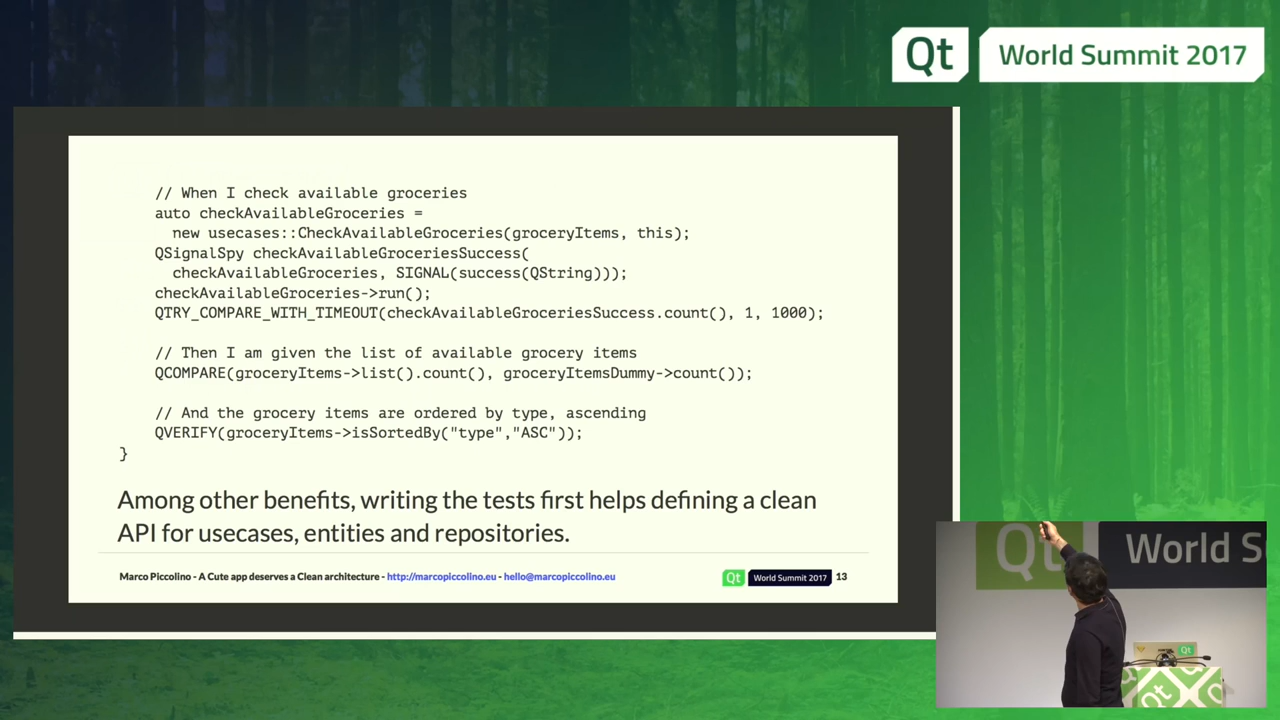 Qt World Summit 2017
// When I check available groceries
auto checkAvailableGroceries =
new usecases::CheckAvailableGroceries(groceryItems, this);
QSignalSpy checkAvailableGroceriesSuccess(
checkAvailableGroceries, SIGNAL(success(QString)));
checkAvailableGroceries->run();
QTRY_COMPARE_WITH_TIMEOUT(checkAvailableGroceriesSuccess.count(), 1, 1000);
// Then I am given the list of available grocery items
QCOMPARE(groceryItems->list().count(), groceryItemsDummy->count());
// And the grocery items are ordered by type, ascending
QVERIFY(groceryItems->isSortedBy("type","ASC"));
}
Among other benefits, writing the tests first helps defining a clean
API for usecases, entities and repositories.
Marco Piccolino - A Cute app deserves a Clean architecture - http://marcopiccolino.eu - hello@marcopiccolino.eu Qt World Summit 2017 13
Qt World S
Qt
Qt